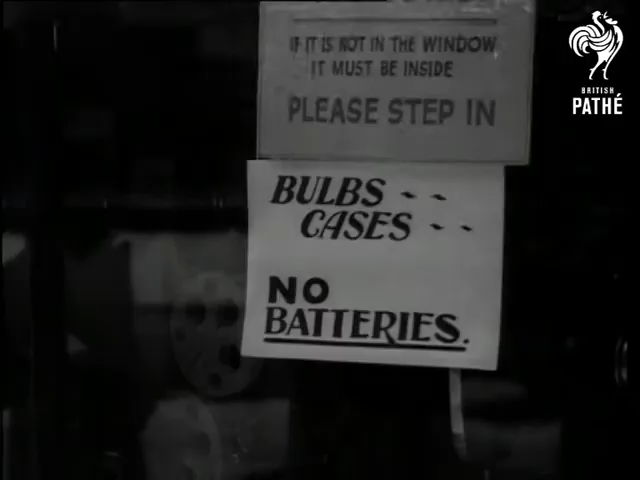 IF IT IS NOT IN THE WINDOW
IT MUST BE INSIDE
PLEASE STEP IN
BULBS - -
CASES - -
NO
BATTERIES.
BRITISH
PATHÉ